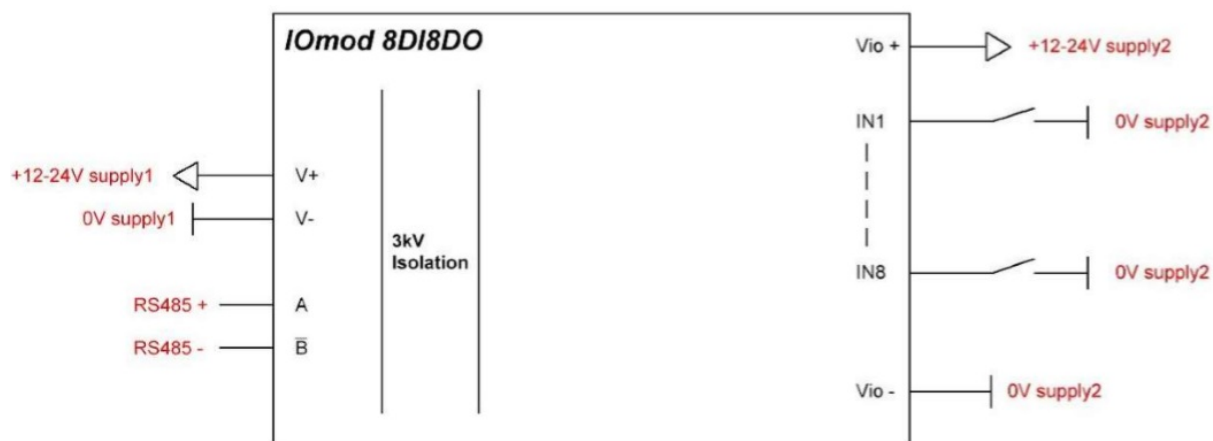 IOmod 8DI8DO
Vio +
+12-24V supply2
IN1
0V supply2
+12-24V supply1
V+
0V supply1
V-
3kV
Isolation
IN8
0V supply2
RS485 +
A
RS485 -
B̅
Vio -
0V supply2